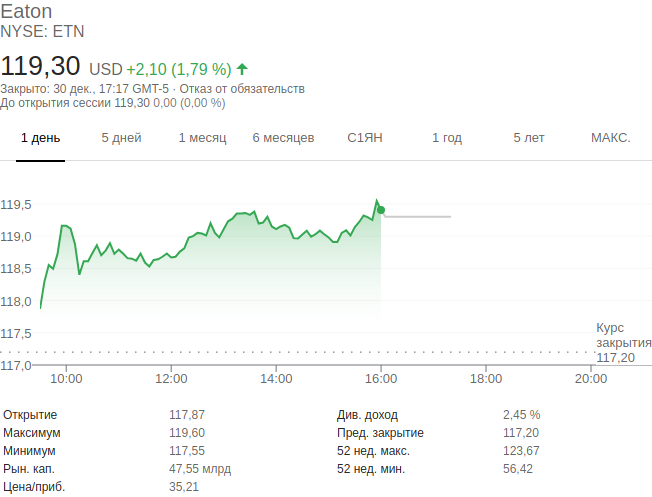 Eaton
NYSE: ETN
119,30 USD +2,10 (1,79 %)
Закрыто: 30 дек., 17:17 GMT-5 · Отказ от обязательств
До открытия сессии 119,30 0,00 (0,00 %)
1 день 5 дней 1 месяц 6 месяцев С1ЯН 1 год 5 лет МАКС.
119,5
119,0
118,5
118,0
117,5
117,0
Курс
закрытия
117,20
10:00 12:00 14:00 16:00 18:00 20:00
Открытие 117,87 Див. доход 2,45 %
Максимум 119,60 Пред. закрытие 117,20
Минимум 117,55 52 нед. макс. 123,67
Рын. кап. 47,55 млрд 52 нед. мин. 56,42
Цена/приб. 35,21